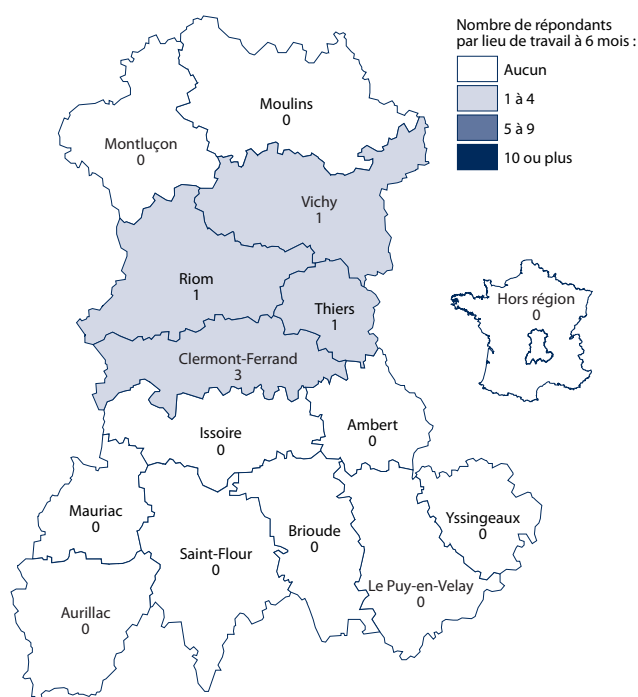 Nombre de répondants
par lieu de travail à 6 mois :
Aucun
1 à 4
5 à 9
10 ou plus
Moulins
0
Montluçon
0
Vichy
1
Riom
1
Thiers
1
Hors région
0
Clermont-Ferrand
3
Issoire
0
Ambert
0
Mauriac
0
Saint-Flour
0
Brioude
0
Yssingeaux
0
Le Puy-en-Velay
0
Aurillac
0